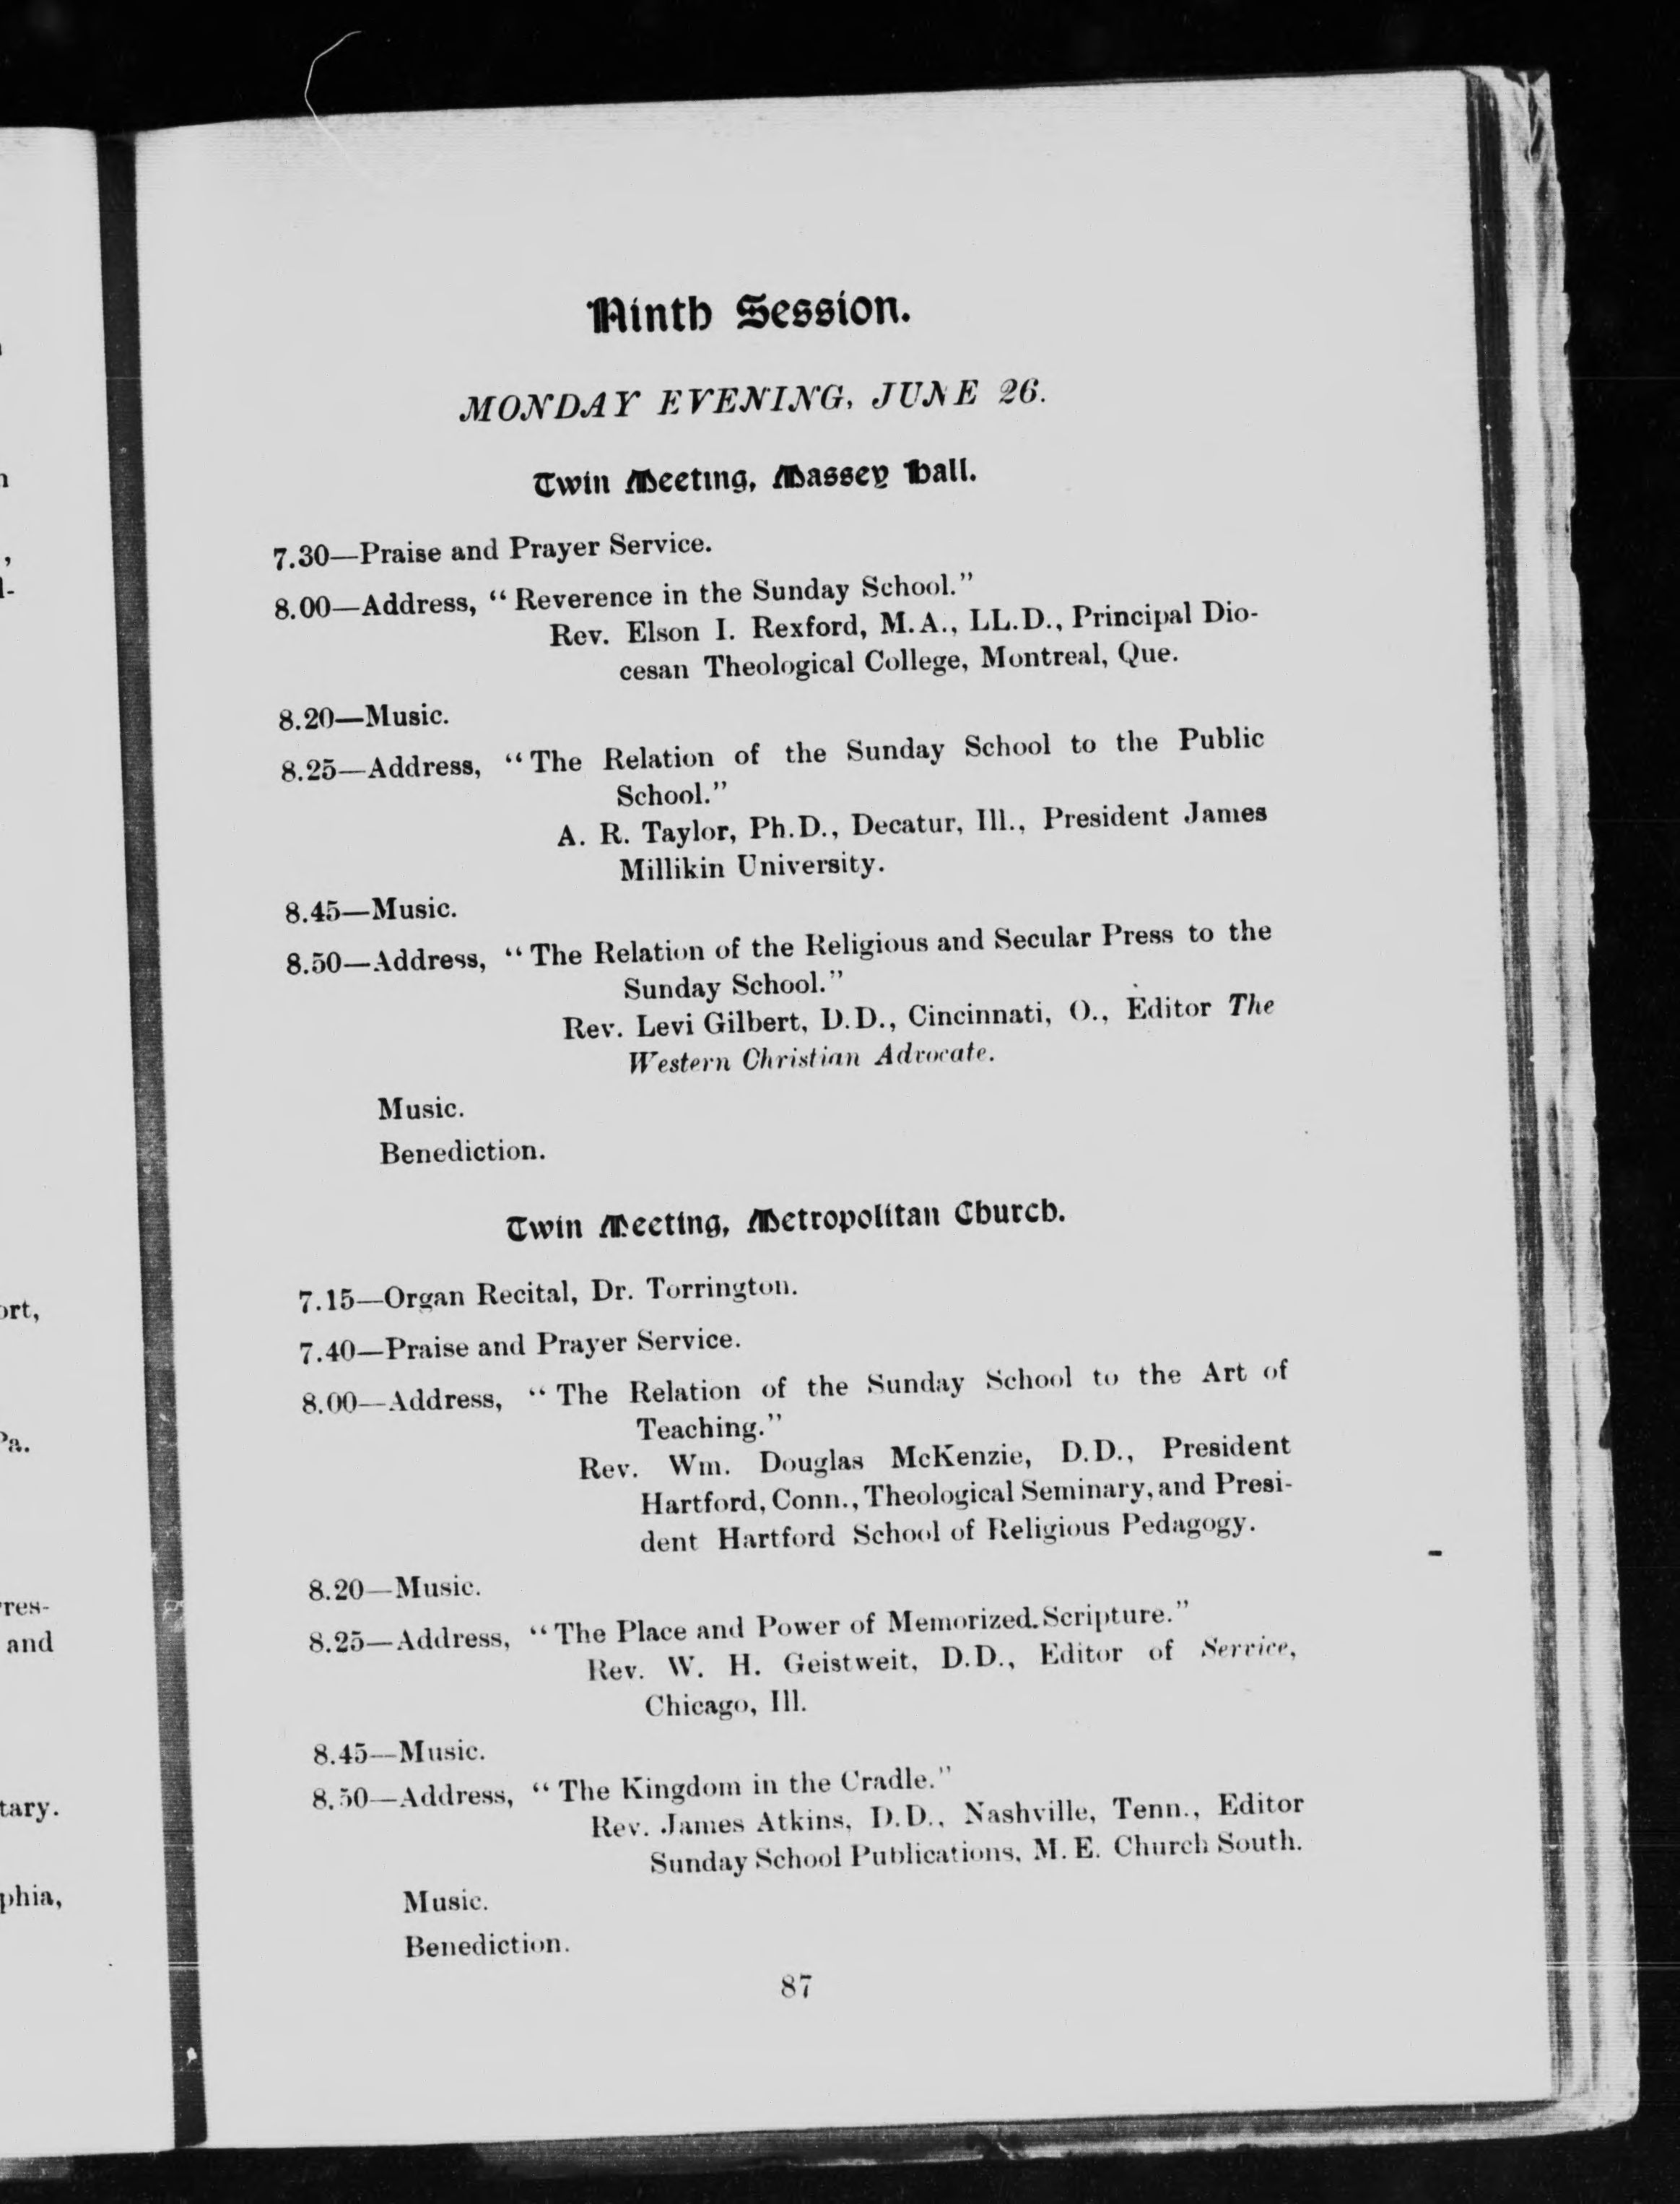 Ninth Session.
MONDAY EVENING, JUNE 26.
Twin Meeting, Massey Hall.
7.30—Praise and Prayer Service.
8.00—Address, “Reverence in the Sunday School.”
Rev. Elson I. Rexford, M.A., LL.D., Principal Dio-
cesan Theological College, Montreal, Que.
8.20—Music.
8.25—Address, “The Relation of the Sunday School to the Public
School.”
A. R. Taylor, Ph.D., Decatur, Ill., President James
Millikin University.
8.45—Music.
8.50—Address, “The Relation of the Religious and Secular Press to the
Sunday School.”
Rev. Levi Gilbert, D.D., Cincinnati, O., Editor The
Western Christian Advocate.
Music.
Benediction.
Twin Meeting, Metropolitan Church.
7.15—Organ Recital, Dr. Torrington.
7.40—Praise and Prayer Service.
8.00—Address, “The Relation of the Sunday School to the Art of
Teaching.”
Rev. Wm. Douglas McKenzie, D.D., President
Hartford, Conn., Theological Seminary, and Presi-
dent Hartford School of Religious Pedagogy.
8.20—Music.
8.25—Address, “The Place and Power of Memorized Scripture.”
Rev. W. H. Geistweit, D.D., Editor of Service,
Chicago, Ill.
8.45—Music.
8.50—Address, “The Kingdom in the Cradle.”
Rev. James Atkins, D.D., Nashville, Tenn., Editor
Sunday School Publications, M. E. Church South.
Music.
Benediction.
87
ort,
Pa.
res-
and
tary.
phia,